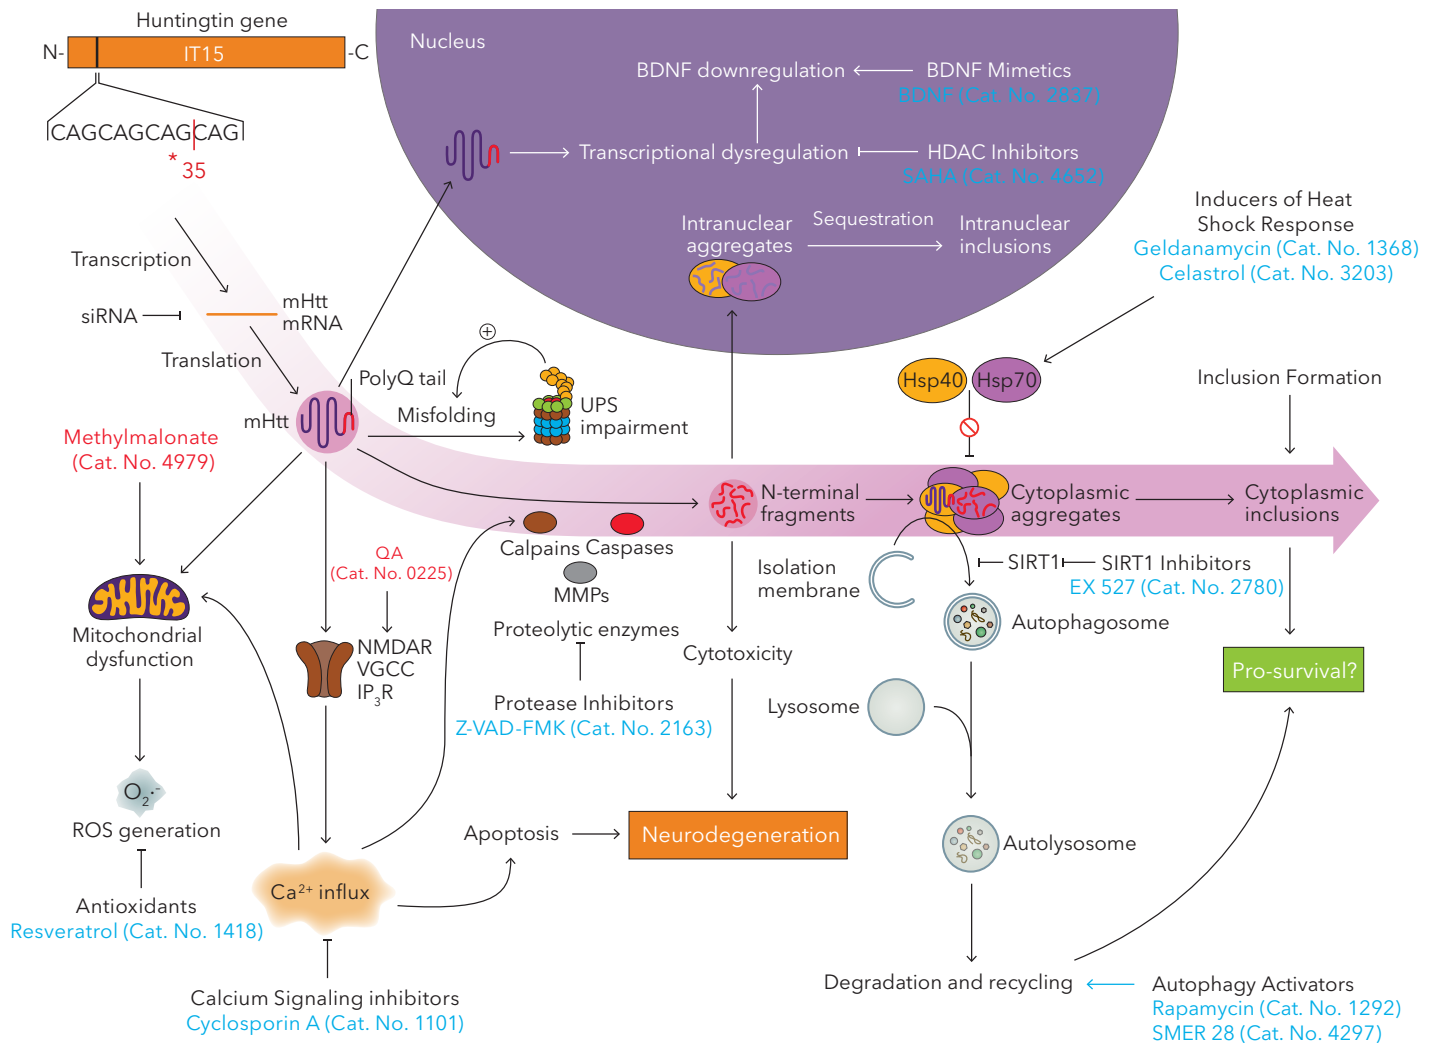 Huntingtin gene
N- IT15 -C
CAGCAGCAGCAG
* 35
Nucleus
BDNF downregulation
BDNF Mimetics
BDNF (Cat. No. 2837)
Transcriptional dysregulation
HDAC Inhibitors
SAHA (Cat. No. 4652)
Intranuclear
aggregates
Sequestration
Intranuclear
inclusions
Inducers of Heat
Shock Response
Geldanamycin (Cat. No. 1368)
Celastrol (Cat. No. 3203)
Transcription
siRNA
mHtt
mRNA
Translation
PolyQ tail
mHtt
Misfolding
+
UPS
impairment
Hsp40
Hsp70
Inclusion Formation
Methylmalonate
(Cat. No. 4979)
N-terminal
fragments
Cytoplasmic
aggregates
Cytoplasmic
inclusions
Calpains
Caspases
MMPs
Proteolytic enzymes
QA
(Cat. No. 0225)
Isolation
membrane
SIRT1
SIRT1 Inhibitors
EX 527 (Cat. No. 2780)
Mitochondrial
dysfunction
NMDAR
VGCC
IP3R
Cytotoxicity
Autophagosome
Pro-survival?
Protease Inhibitors
Z-VAD-FMK (Cat. No. 2163)
Lysosome
O2·-
ROS generation
Apoptosis
Neurodegeneration
Autolysosome
Ca2+ influx
Antioxidants
Resveratrol (Cat. No. 1418)
Calcium Signaling inhibitors
Cyclosporin A (Cat. No. 1101)
Degradation and recycling
Autophagy Activators
Rapamycin (Cat. No. 1292)
SMER 28 (Cat. No. 4297)